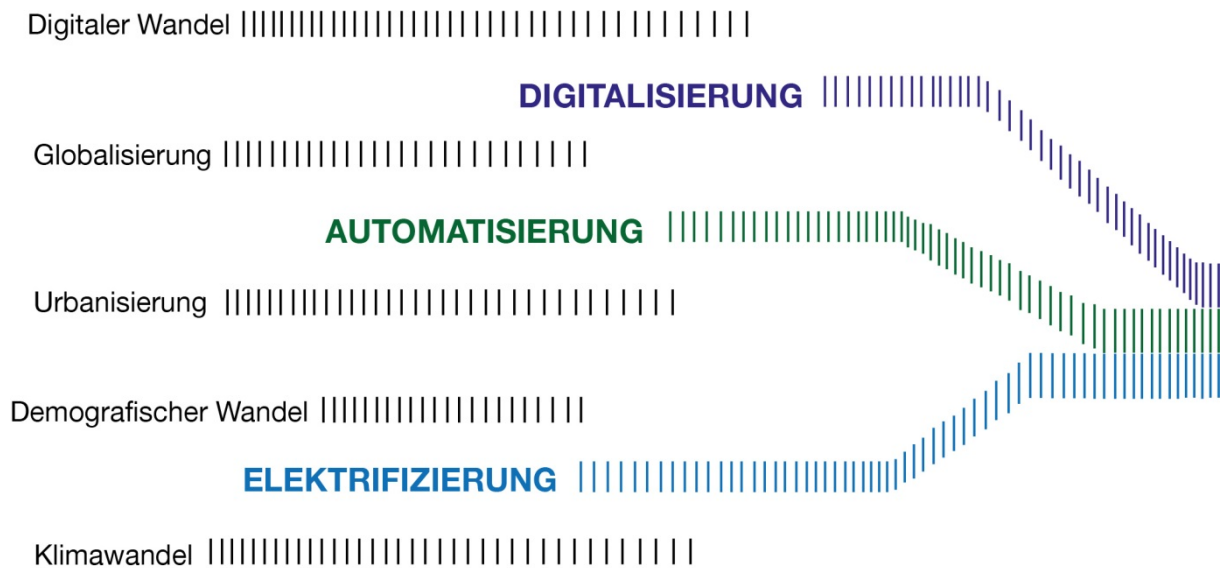 Digitaler Wandel
DIGITALISIERUNG
Globalisierung
AUTOMATISIERUNG
Urbanisierung
Demografischer Wandel
ELEKTRIFIZIERUNG
Klimawandel